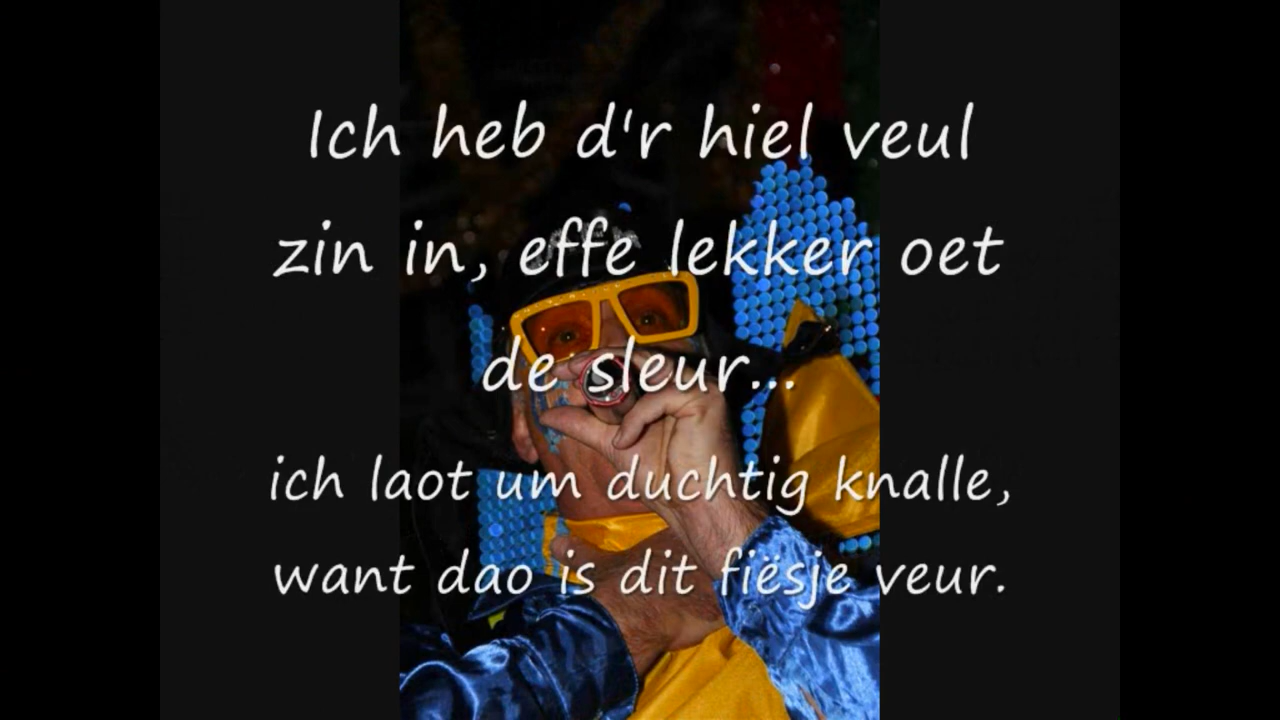 Ich heb d'r hiel veul
zin in, effe lekker oet
de sleur...
ich laot um duchtig knalle,
want dao is dit fiësje veur.